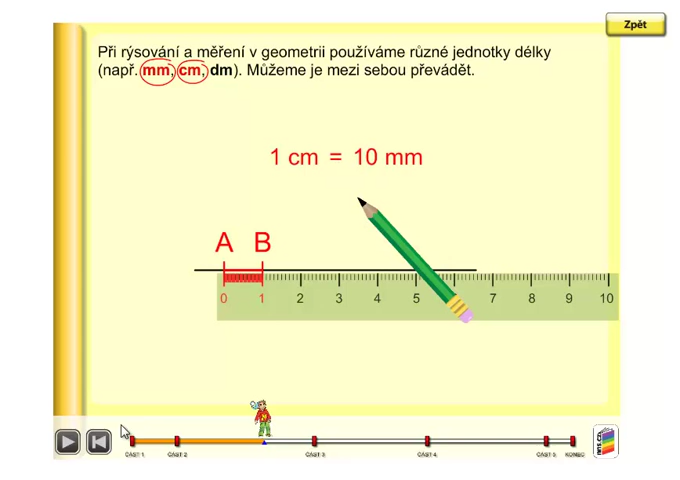 Zpět
Při rýsování a měření v geometrii používáme různé jednotky délky
(např. mm, cm, dm). Můžeme je mezi sebou převádět.
1 cm = 10 mm
A B
0 1 2 3 4 5 6 7 8 9 10
ČÁST 1. ČÁST 2. ČÁST 3. ČÁST 4. ČÁST 5. KONEC